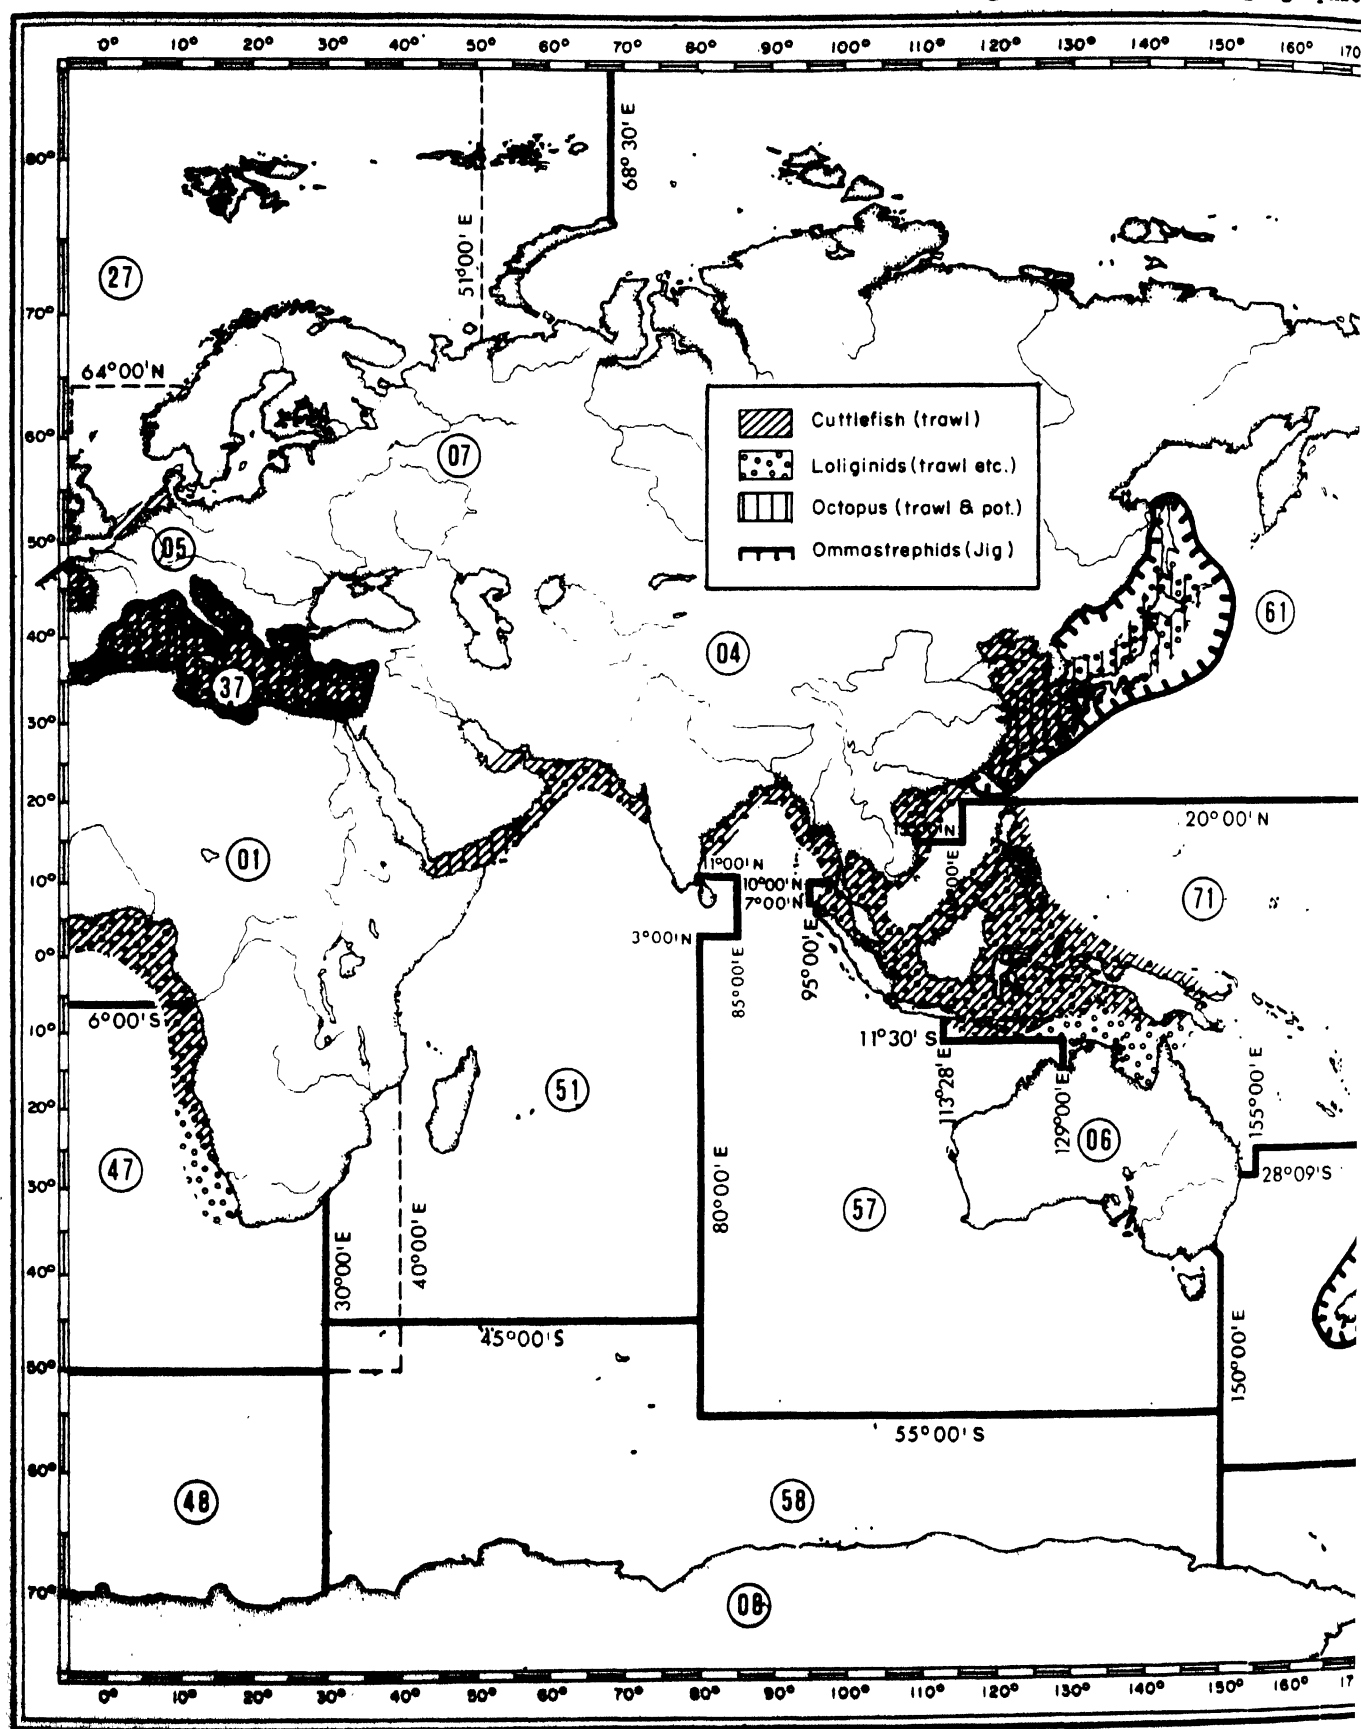 0° 10° 20° 30° 40° 50° 60° 70° 80° 90° 100° 110° 120° 130° 140° 150° 160° 170
80°
68° 30' E
51°00' E
27
70°
64°00'N
Cuttlefish (trawl)
Loliginids (trawl etc.)
Octopus (trawl & pot.)
Ommastrephids (Jig)
60°
07
50°
05
61
40°
04
37
30°
20°
20°00'N
01
11°00'N
10°
10°00'N
7°00'N
71
3°00'N
0°
85°00'E
95°00'E
6°00'S
10°
11°30' S
113°28' E
129°00'E
155°00' E
51
20°
06
47
28°09'S
30°
80°00' E
57
30°00'E
40°00' E
40°
45°00'S
150°00' E
50°
55°00'S
60°
48
58
70°
08
0° 10° 20° 30° 40° 50° 60° 70° 80° 90° 100° 110° 120° 130° 140° 150° 160° 17